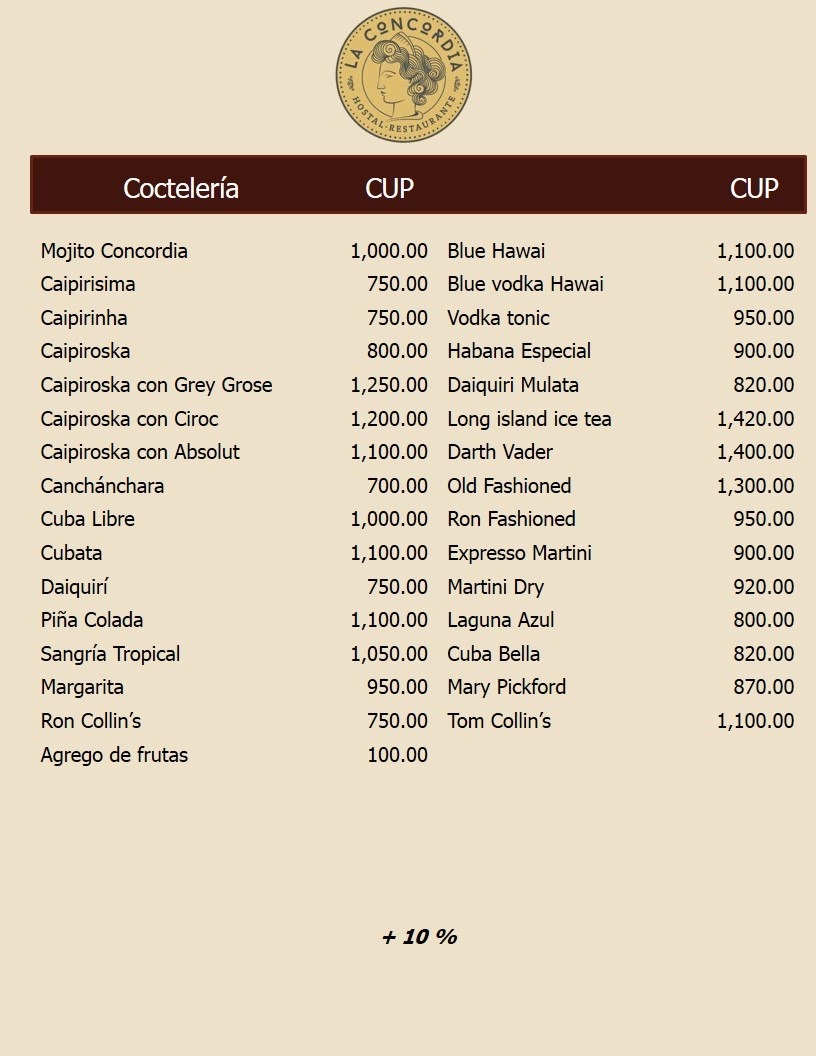 LA CONCORDIA
HOSTAL-RESTAURANTE
Coctelería CUP CUP
Mojito Concordia 1,000.00 Blue Hawai 1,100.00
Caipirisima 750.00 Blue vodka Hawai 1,100.00
Caipirinha 750.00 Vodka tonic 950.00
Caipiroska 800.00 Habana Especial 900.00
Caipiroska con Grey Grose 1,250.00 Daiquiri Mulata 820.00
Caipiroska con Ciroc 1,200.00 Long island ice tea 1,420.00
Caipiroska con Absolut 1,100.00 Darth Vader 1,400.00
Canchánchara 700.00 Old Fashioned 1,300.00
Cuba Libre 1,000.00 Ron Fashioned 950.00
Cubata 1,100.00 Expresso Martini 900.00
Daiquirí 750.00 Martini Dry 920.00
Piña Colada 1,100.00 Laguna Azul 800.00
Sangría Tropical 1,050.00 Cuba Bella 820.00
Margarita 950.00 Mary Pickford 870.00
Ron Collin’s 750.00 Tom Collin’s 1,100.00
Agrego de frutas 100.00
+ 10 %